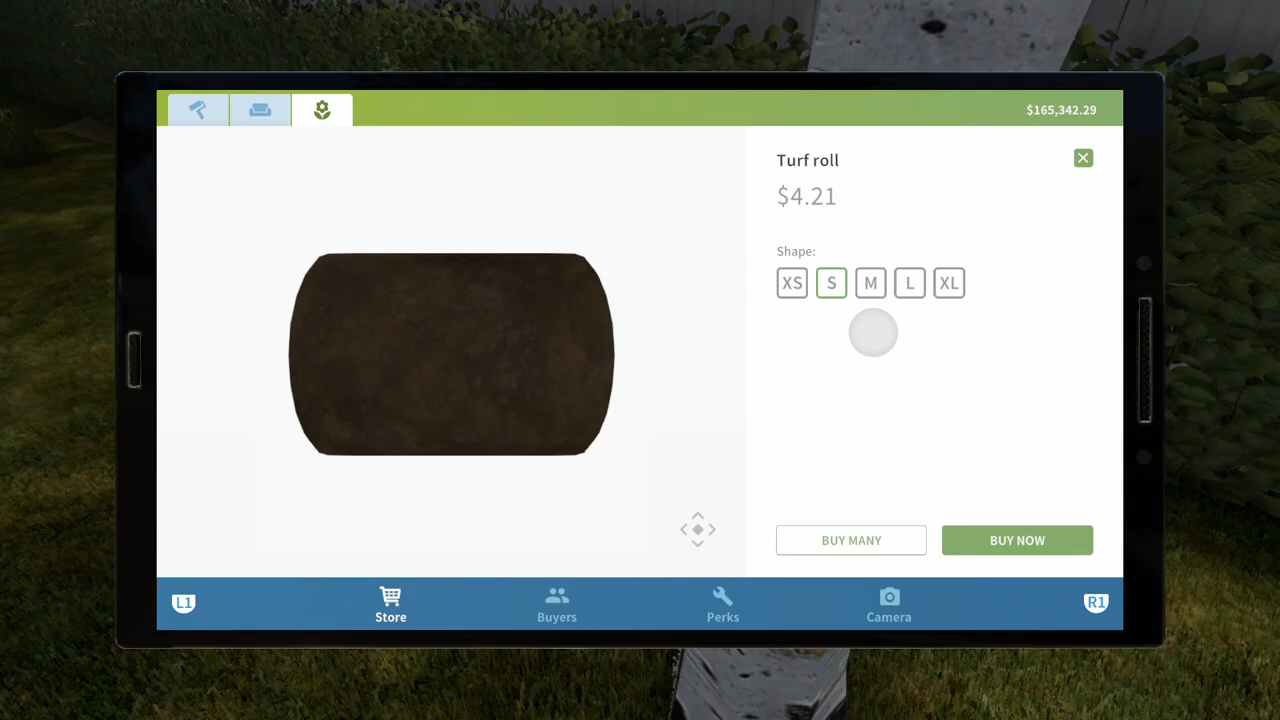 $165,342.29
Turf roll
$4.21
Shape:
XS S M L XL
BUY MANY BUY NOW
L1 Store Buyers Perks Camera R1